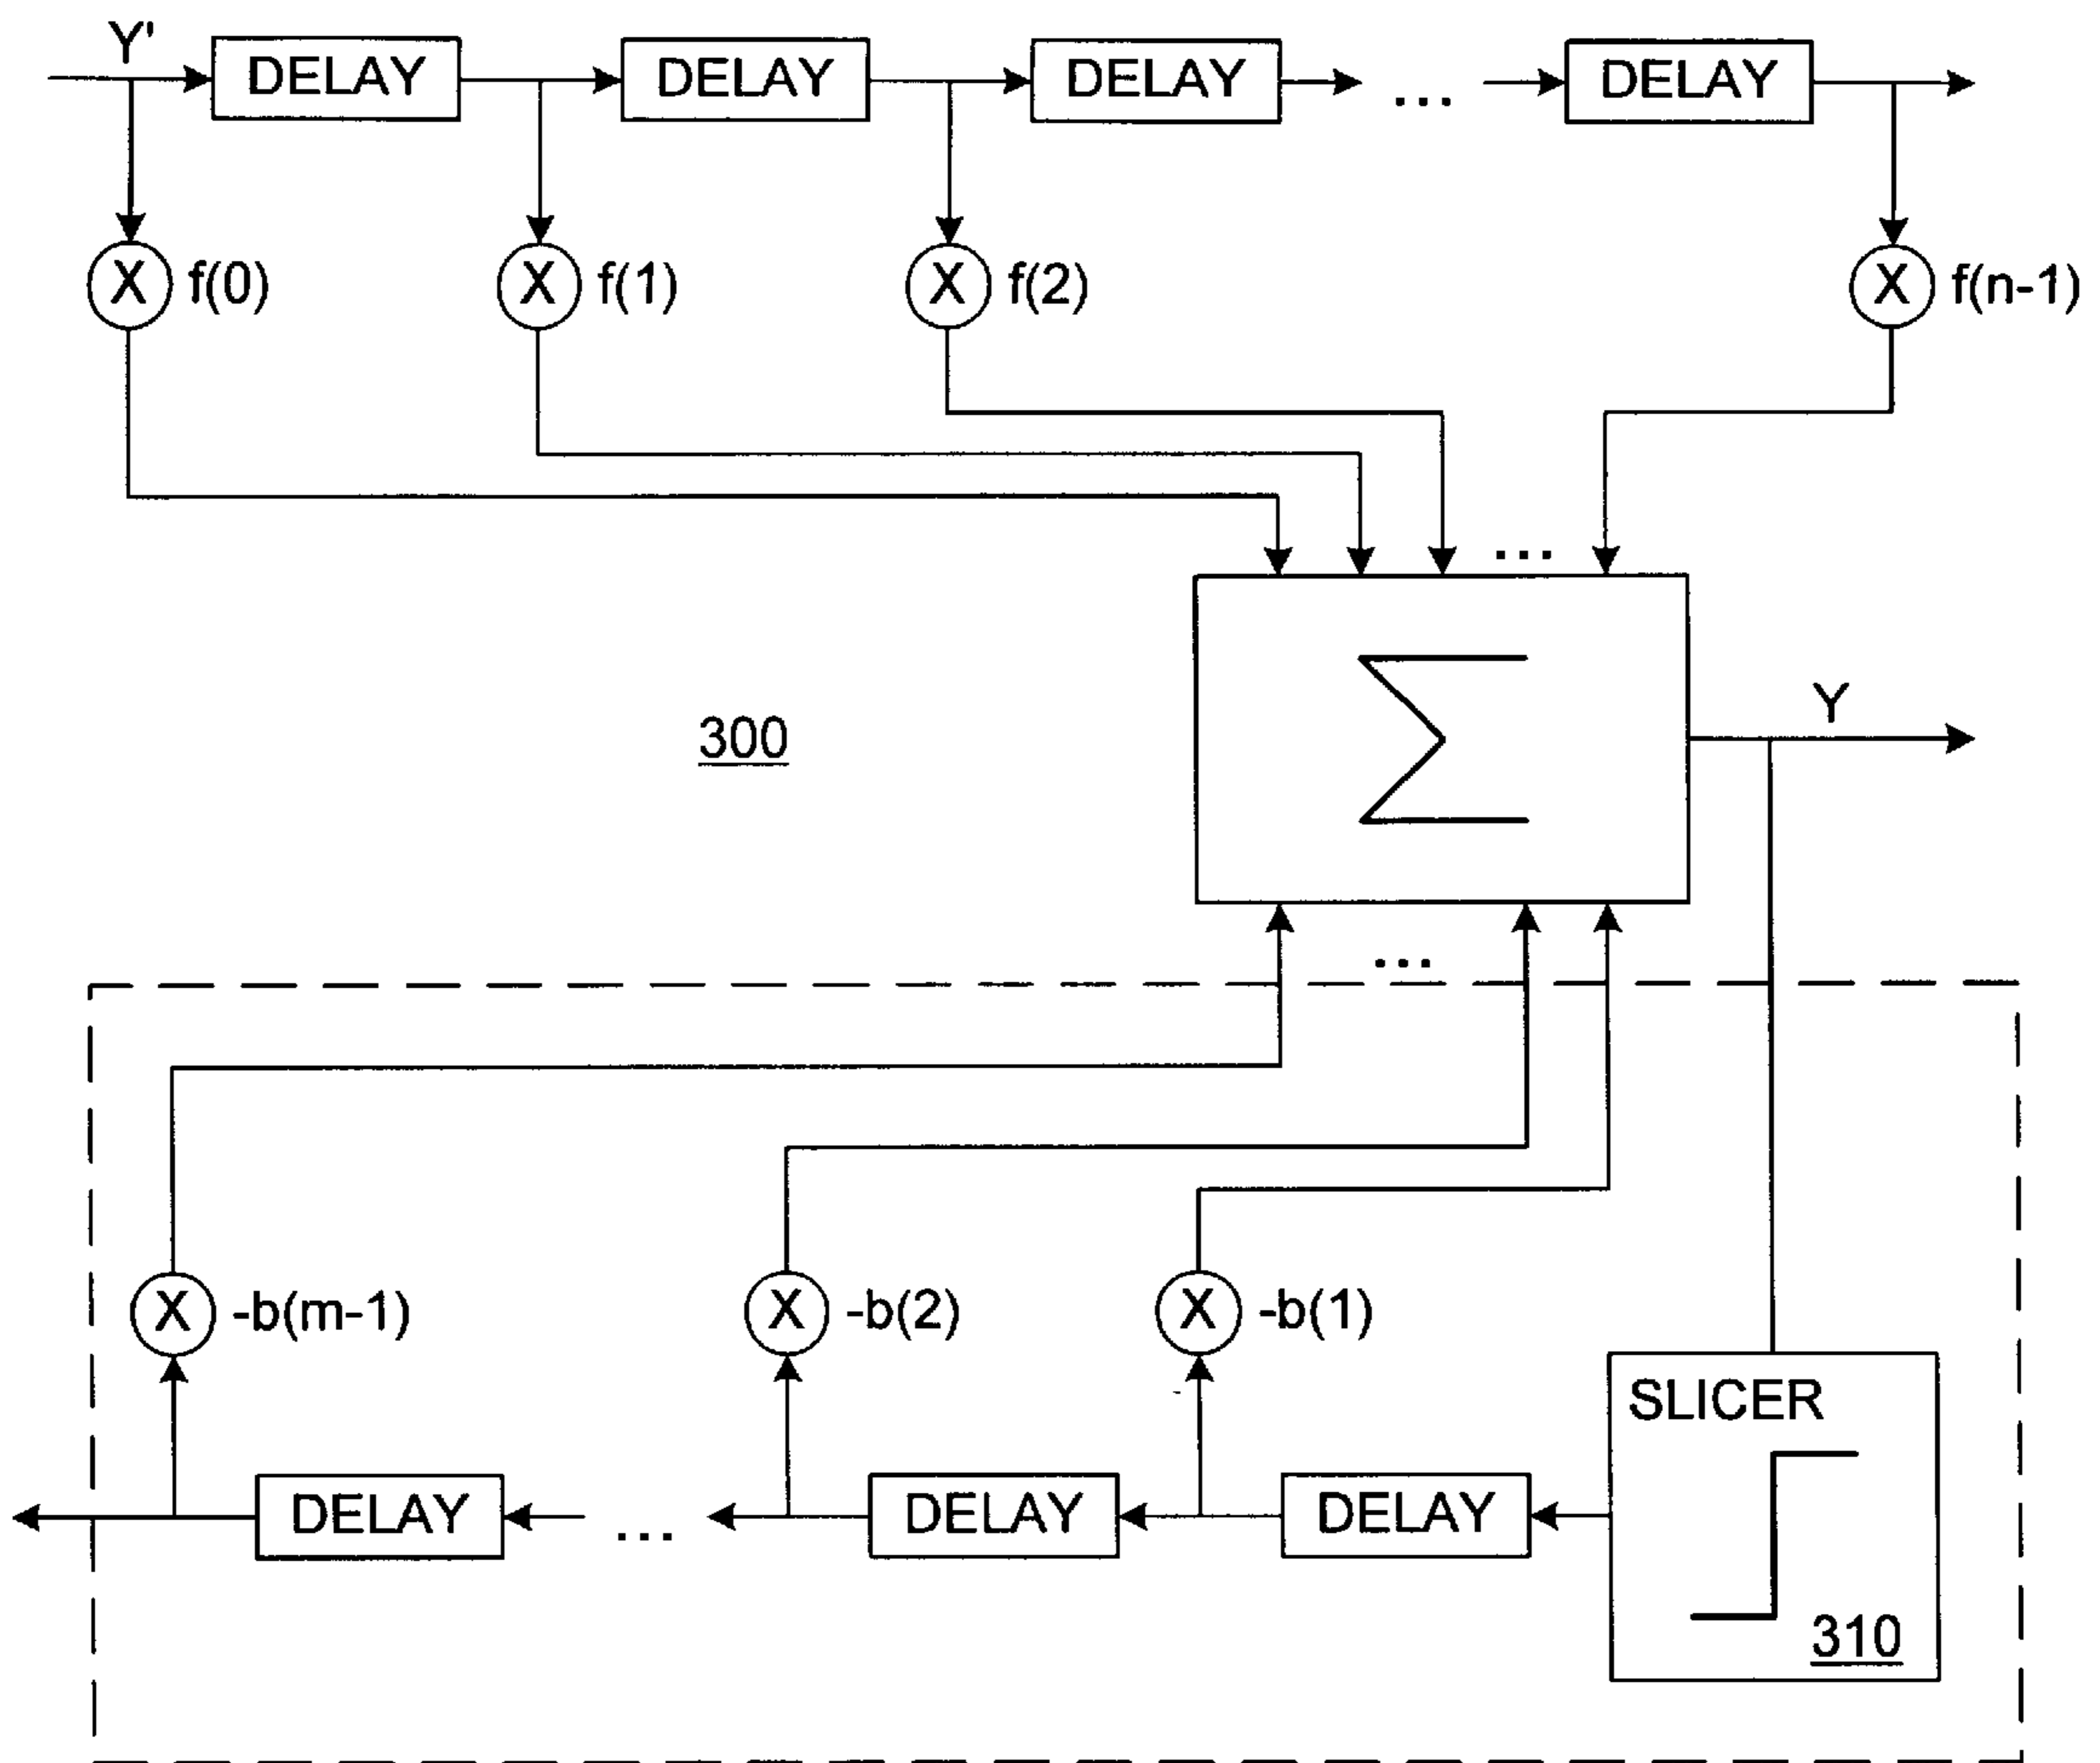 Y'
DELAY DELAY DELAY ... DELAY
X f(0) X f(1) X f(2) X f(n-1)
...
Σ
Y
300
...
X -b(m-1) X -b(2) X -b(1)
SLICER
DELAY ... DELAY DELAY
310